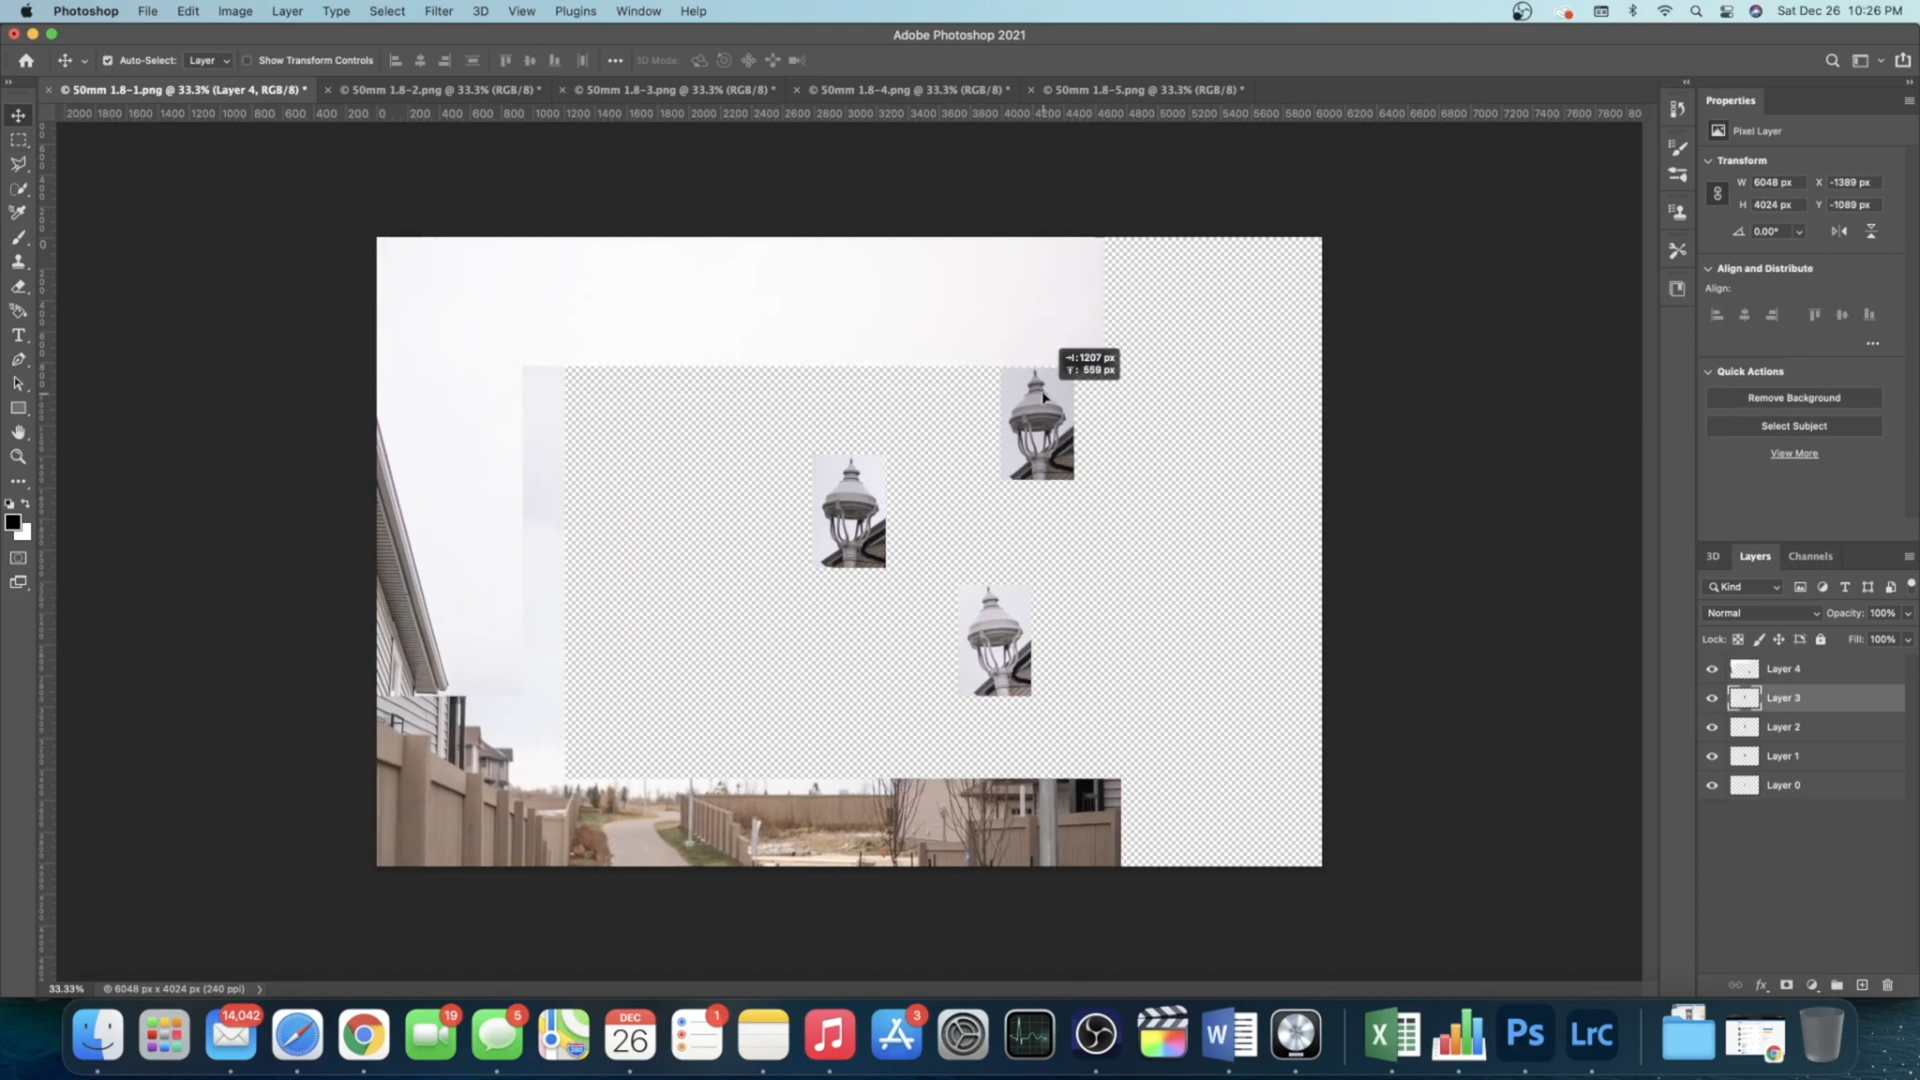 Photoshop File Edit Image Layer Type Select Filter 3D View Plugins Window Help
Sat Dec 26 10:26 PM
Adobe Photoshop 2021
Auto-Select: Layer Show Transform Controls 3D Mode:
© 50mm 1.8-1.png @ 33.3% (Layer 4, RGB/8) *
© 50mm 1.8-2.png @ 33.3% (RGB/8) *
© 50mm 1.8-3.png @ 33.3% (RGB/8) *
© 50mm 1.8-4.png @ 33.3% (RGB/8) *
© 50mm 1.8-5.png @ 33.3% (RGB/8) *
2000 1800 1600 1400 1200 1000 800 600 400 200 0 200 400 600 800 1000 1200 1400 1600 1800 2000 2200 2400 2600 2800 3000 3200 3400 3600 3800 4000 4200 4400 4600 4800 5000 5200 5400 5600 5800 6000 6200 6400 6600 6800 7000 7200 7400 7600 7800 80
Properties
Pixel Layer
Transform
W 6048 px X -1389 px
H 4024 px Y -1089 px
0.00°
Align and Distribute
Align:
Quick Actions
Remove Background
Select Subject
View More
1207 px
559 px
3D Layers Channels
Kind
Normal Opacity: 100%
Lock: Fill: 100%
Layer 4
Layer 3
Layer 2
Layer 1
Layer 0
fx
33.33% 6048 px x 4024 px (240 ppi)
14,042
19
5
DEC
26
1
3
W
X
Ps
LrC